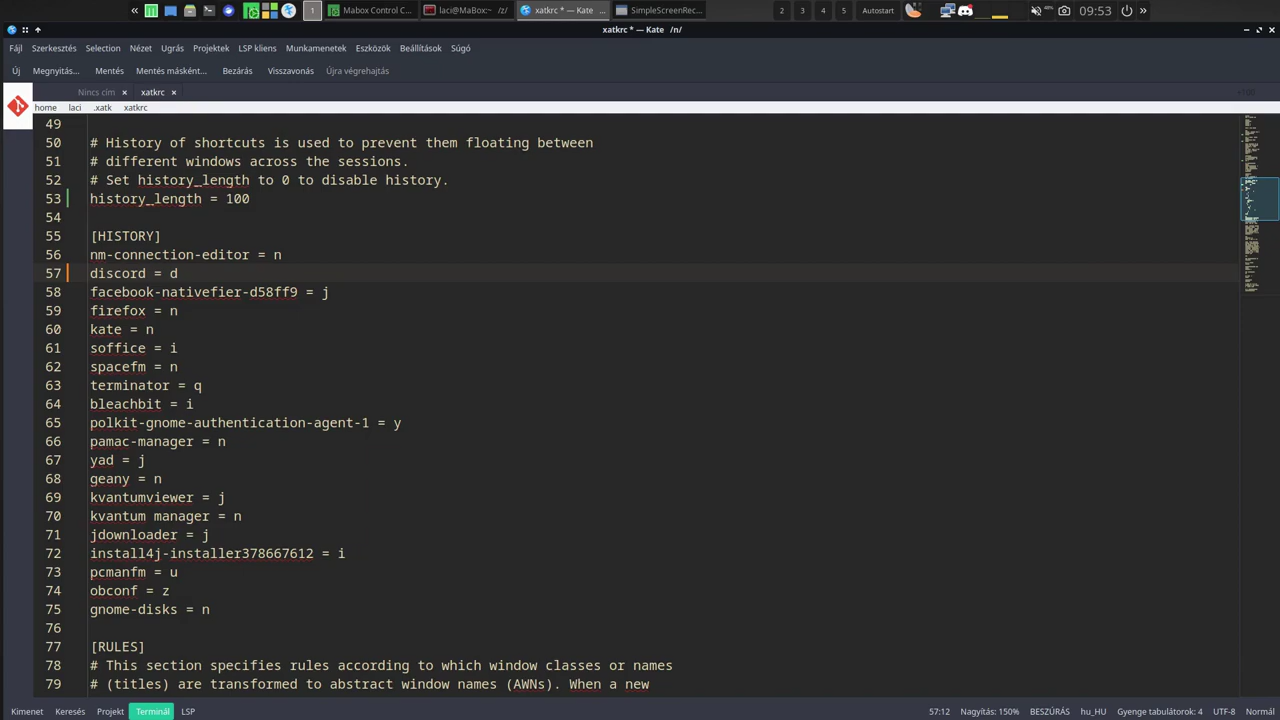 Mabox Control C...
laci@MaBox:~ /z/
xatkrc * — Kate
SimpleScreenRec...
1
2 3 4 5
Autostart
49%
09:53
xatkrc * — Kate /n/
Fájl Szerkesztés Selection Nézet Ugrás Projektek LSP kliens Munkamenetek Eszközök Beállítások Súgó
Új Megnyitás... Mentés Mentés másként... Bezárás Visszavonás Újra végrehajtás
Nincs cím
xatkrc
home laci .xatk xatkrc
49
50 # History of shortcuts is used to prevent them floating between
51 # different windows across the sessions.
52 # Set history_length to 0 to disable history.
53 history_length = 100
54
55 [HISTORY]
56 nm-connection-editor = n
57 discord = d
58 facebook-nativefier-d58ff9 = j
59 firefox = n
60 kate = n
61 soffice = i
62 spacefm = n
63 terminator = q
64 bleachbit = i
65 polkit-gnome-authentication-agent-1 = y
66 pamac-manager = n
67 yad = j
68 geany = n
69 kvantumviewer = j
70 kvantum manager = n
71 jdownloader = j
72 install4j-installer378667612 = i
73 pcmanfm = u
74 obconf = z
75 gnome-disks = n
76
77 [RULES]
78 # This section specifies rules according to which window classes or names
79 # (titles) are transformed to abstract window names (AWNs). When a new
Kimenet Keresés Projekt Terminál LSP
57:12 Nagyítás: 150% BESZÚRÁS hu_HU Gyenge tabulátorok: 4 UTF-8 Normál